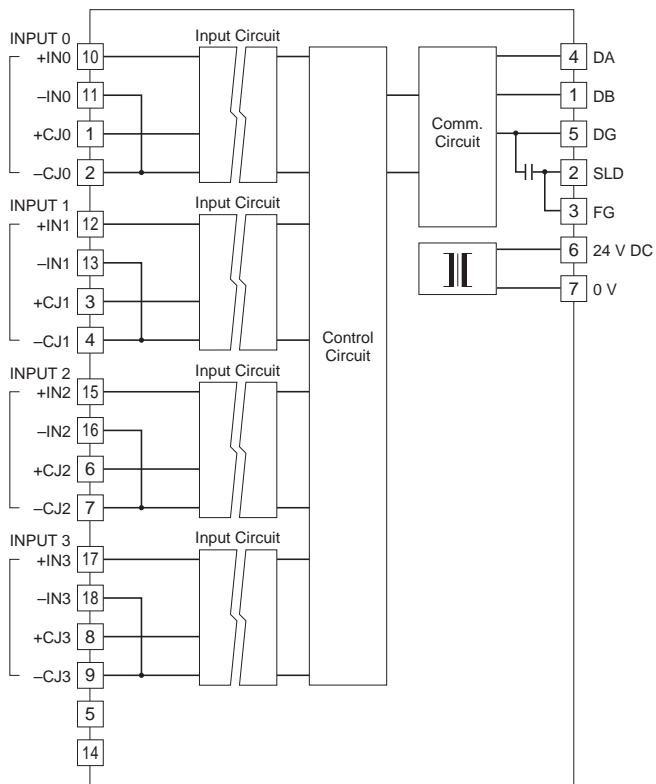 INPUT 0
Input Circuit
+IN0 10
–IN0 11
+CJ0 1
–CJ0 2
INPUT 1
Input Circuit
+IN1 12
–IN1 13
+CJ1 3
–CJ1 4
INPUT 2
Input Circuit
+IN2 15
–IN2 16
+CJ2 6
–CJ2 7
INPUT 3
Input Circuit
+IN3 17
–IN3 18
+CJ3 8
–CJ3 9
5
14
Control
Circuit
Comm.
Circuit
4 DA
1 DB
5 DG
2 SLD
3 FG
6 24 V DC
7 0 V